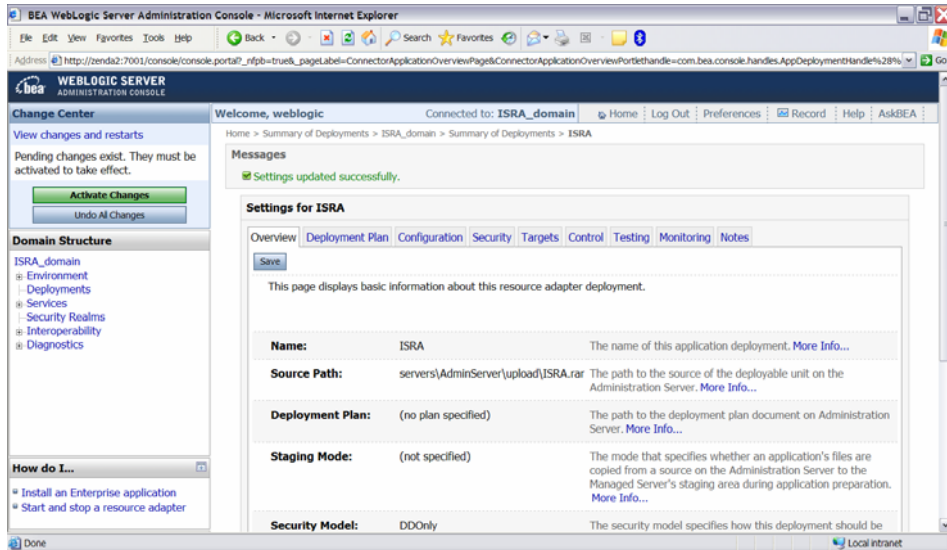 BEA WebLogic Server Administration Console - Microsoft Internet Explorer
File Edit View Favorites Tools Help
Back
Search Favorites
Address http://zenda2:7001/console/console.portal?_nfpb=true&_pageLabel=ConnectorApplicationOverviewPage&ConnectorApplicationOverviewPortlethandle=com.bea.console.handles.AppDeploymentHandle%28% Go
bea WEBLOGIC SERVER
ADMINISTRATION CONSOLE
Change Center
View changes and restarts
Pending changes exist. They must be
activated to take effect.
Activate Changes
Undo All Changes
Domain Structure
ISRA_domain
Environment
Deployments
Services
Security Realms
Interoperability
Diagnostics
How do I...
Install an Enterprise application
Start and stop a resource adapter
Welcome, weblogic
Connected to: ISRA_domain
Home Log Out Preferences Record Help AskBEA
Home > Summary of Deployments > ISRA_domain > Summary of Deployments > ISRA
Messages
Settings updated successfully.
Settings for ISRA
Overview Deployment Plan Configuration Security Targets Control Testing Monitoring Notes
Save
This page displays basic information about this resource adapter deployment.
Name: ISRA The name of this application deployment. More Info...
Source Path: servers\AdminServer\upload\ISRA.rar The path to the source of the deployable unit on the
Administration Server. More Info...
Deployment Plan: (no plan specified) The path to the deployment plan document on Administration
Server. More Info...
Staging Mode: (not specified) The mode that specifies whether an application's files are
copied from a source on the Administration Server to the
Managed Server's staging area during application preparation.
More Info...
Security Model: DDOnly The security model specifies how this deployment should be
Done
Local intranet